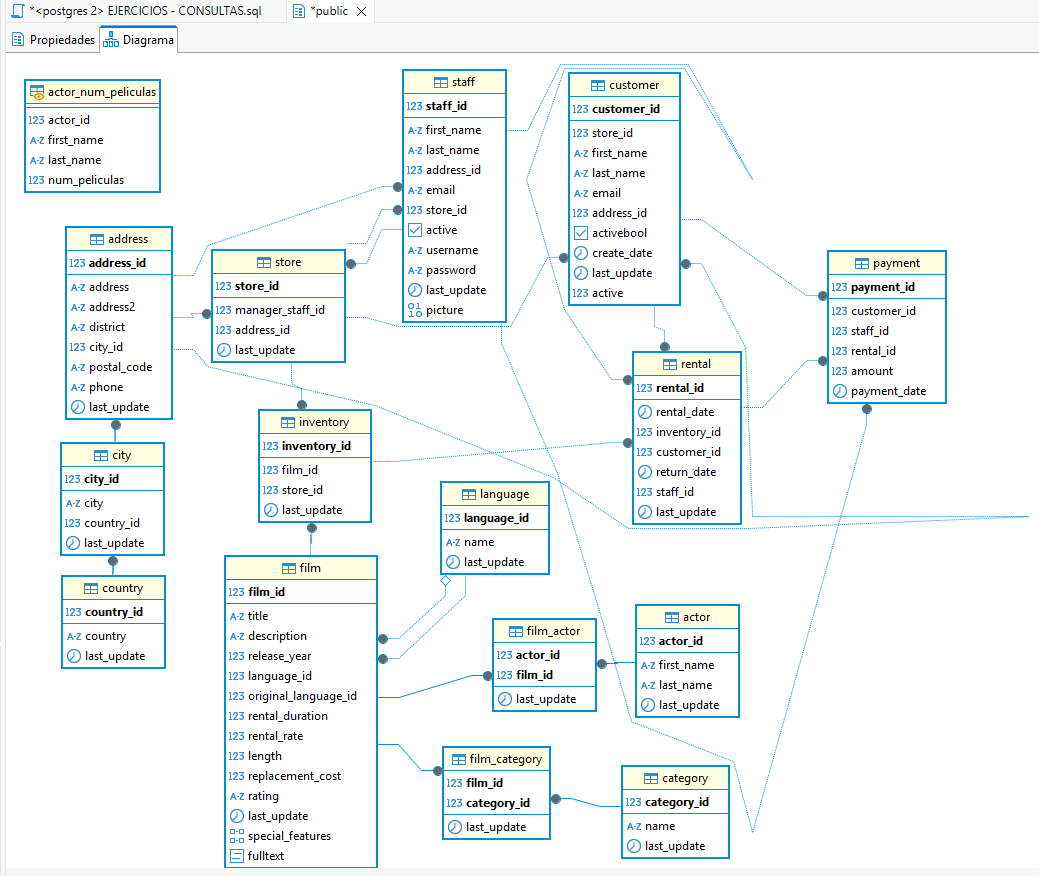 *<postgres 2> EJERCICIOS - CONSULTAS.sql
*public
Propiedades
Diagrama
actor_num_peliculas
123 actor_id
A-Z first_name
A-Z last_name
123 num_peliculas
staff
123 staff_id
A-Z first_name
A-Z last_name
123 address_id
A-Z email
123 store_id
active
A-Z username
A-Z password
last_update
picture
customer
123 customer_id
123 store_id
A-Z first_name
A-Z last_name
A-Z email
123 address_id
activebool
create_date
last_update
123 active
address
123 address_id
A-Z address
A-Z address2
A-Z district
123 city_id
A-Z postal_code
A-Z phone
last_update
store
123 store_id
123 manager_staff_id
123 address_id
last_update
payment
123 payment_id
123 customer_id
123 staff_id
123 rental_id
123 amount
payment_date
rental
123 rental_id
rental_date
123 inventory_id
123 customer_id
return_date
123 staff_id
last_update
inventory
123 inventory_id
123 film_id
123 store_id
last_update
city
123 city_id
A-Z city
123 country_id
last_update
language
123 language_id
A-Z name
last_update
country
123 country_id
A-Z country
last_update
film
123 film_id
A-Z title
A-Z description
123 release_year
123 language_id
123 original_language_id
123 rental_duration
123 rental_rate
123 length
123 replacement_cost
A-Z rating
last_update
special_features
fulltext
film_actor
123 actor_id
123 film_id
last_update
actor
123 actor_id
A-Z first_name
A-Z last_name
last_update
film_category
123 film_id
123 category_id
last_update
category
123 category_id
A-Z name
last_update